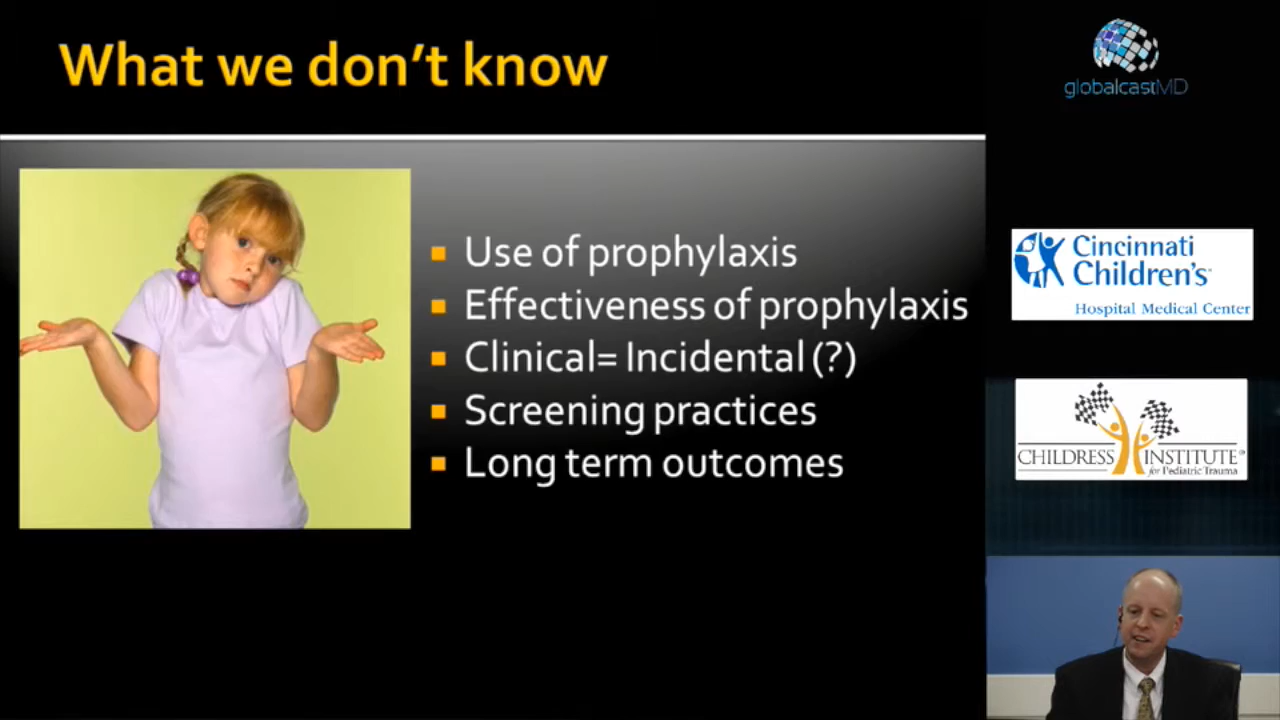 What we don't know
Use of prophylaxis
Effectiveness of prophylaxis
Clinical= Incidental (?)
Screening practices
Long term outcomes
globalcastMD
Cincinnati
Children's
Hospital Medical Center
CHILDRESS INSTITUTE
for Pediatric Trauma